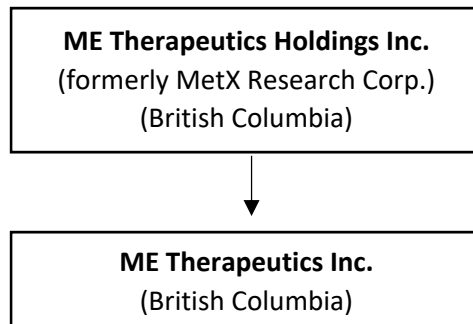 ME Therapeutics Holdings Inc.
(formerly MetX Research Corp.)
(British Columbia)
ME Therapeutics Inc.
(British Columbia)